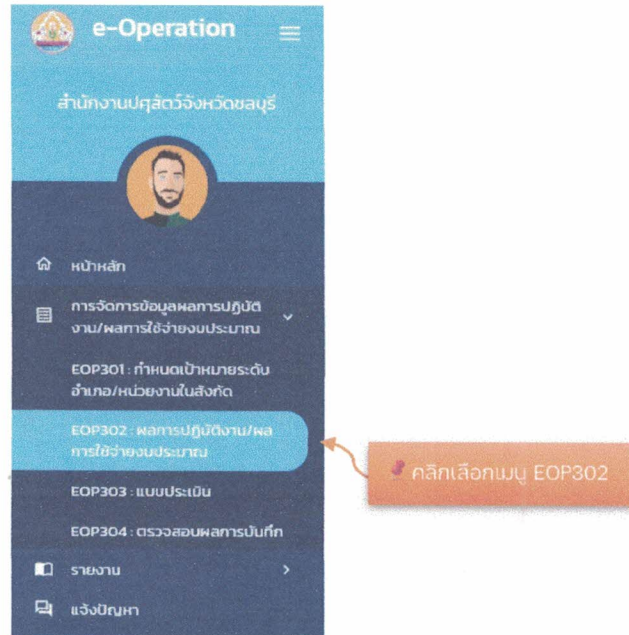 e-Operation
สำนักงานปศุสัตว์จังหวัดชลบุรี
หน้าหลัก
การจัดการข้อมูลผลการปฏิบัติ
งาน/ผลการใช้จ่ายงบประมาณ
EOP301 : กำหนดเป้าหมายระดับ
อำเภอ/หน่วยงานในสังกัด
EOP302 : ผลการปฏิบัติงาน/ผล
การใช้จ่ายงบประมาณ
คลิกเลือกเมนู EOP302
EOP303 : แบบประเมิน
EOP304 : ตรวจสอบผลการบันทึก
รายงาน
แจ้งปัญหา